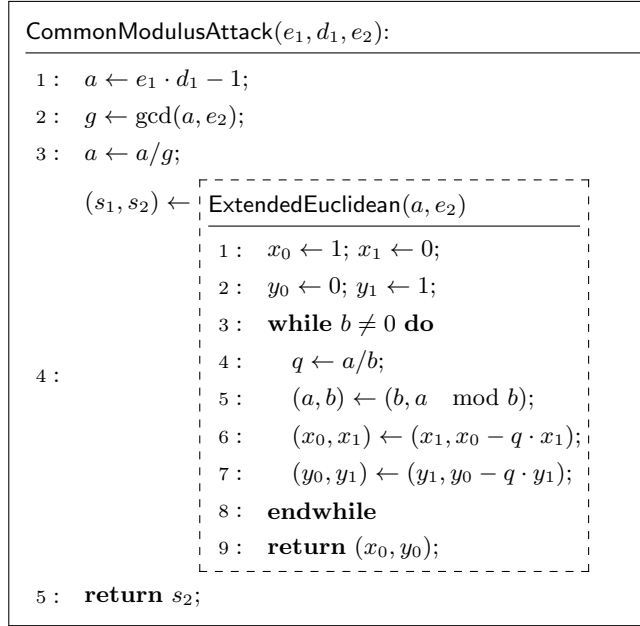 CommonModulusAttack(e₁, d₁, e₂):
1 : a ← e₁ · d₁ − 1;
2 : g ← gcd(a, e₂);
3 : a ← a/g;
4 : (s₁, s₂) ← ExtendedEuclidean(a, e₂)
1 : x₀ ← 1; x₁ ← 0;
2 : y₀ ← 0; y₁ ← 1;
3 : while b ≠ 0 do
4 : q ← a/b;
5 : (a, b) ← (b, a mod b);
6 : (x₀, x₁) ← (x₁, x₀ − q · x₁);
7 : (y₀, y₁) ← (y₁, y₀ − q · y₁);
8 : endwhile
9 : return (x₀, y₀);
5 : return s₂;